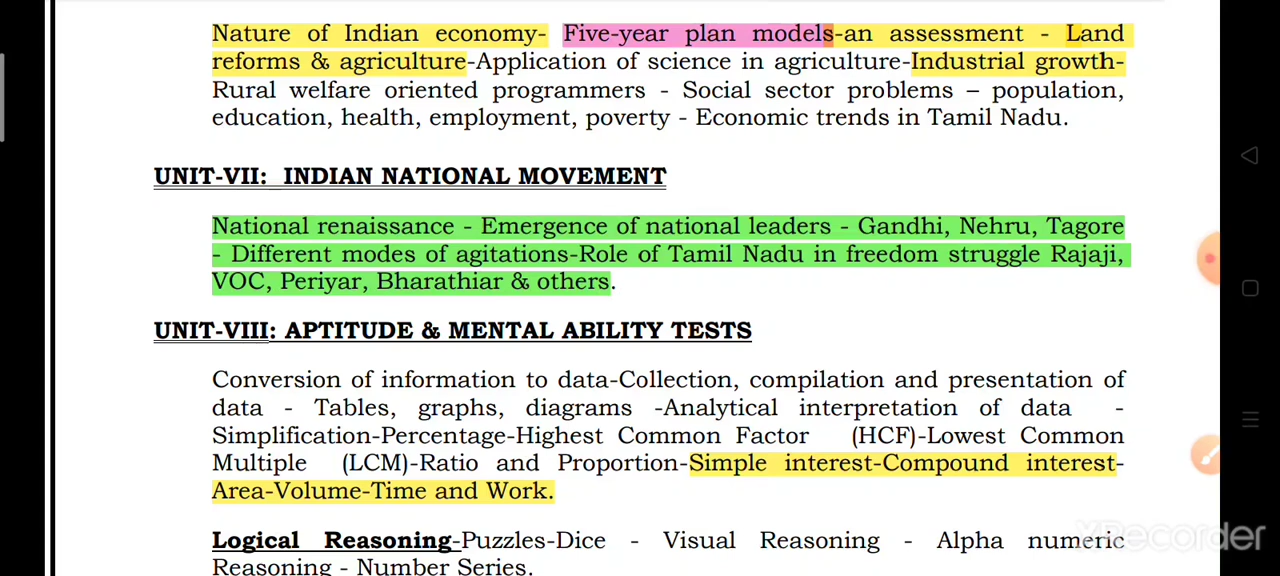 Nature of Indian economy- Five-year plan models-an assessment - Land
reforms & agriculture-Application of science in agriculture-Industrial growth-
Rural welfare oriented programmers - Social sector problems – population,
education, health, employment, poverty - Economic trends in Tamil Nadu.
UNIT-VII: INDIAN NATIONAL MOVEMENT
National renaissance - Emergence of national leaders - Gandhi, Nehru, Tagore
- Different modes of agitations-Role of Tamil Nadu in freedom struggle Rajaji,
VOC, Periyar, Bharathiar & others.
UNIT-VIII: APTITUDE & MENTAL ABILITY TESTS
Conversion of information to data-Collection, compilation and presentation of
data - Tables, graphs, diagrams -Analytical interpretation of data -
Simplification-Percentage-Highest Common Factor (HCF)-Lowest Common
Multiple (LCM)-Ratio and Proportion-Simple interest-Compound interest-
Area-Volume-Time and Work.
Logical Reasoning-Puzzles-Dice - Visual Reasoning - Alpha numeric
Reasoning - Number Series.
XRecorder